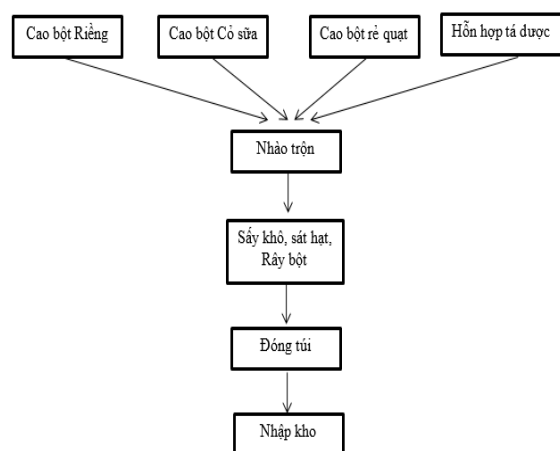 Cao bột Riềng
Cao bột Cỏ sữa
Cao bột rẻ quạt
Hỗn hợp tá dược
Nhào trộn
Sấy khô, sát hạt,
Rây bột
Đóng túi
Nhập kho